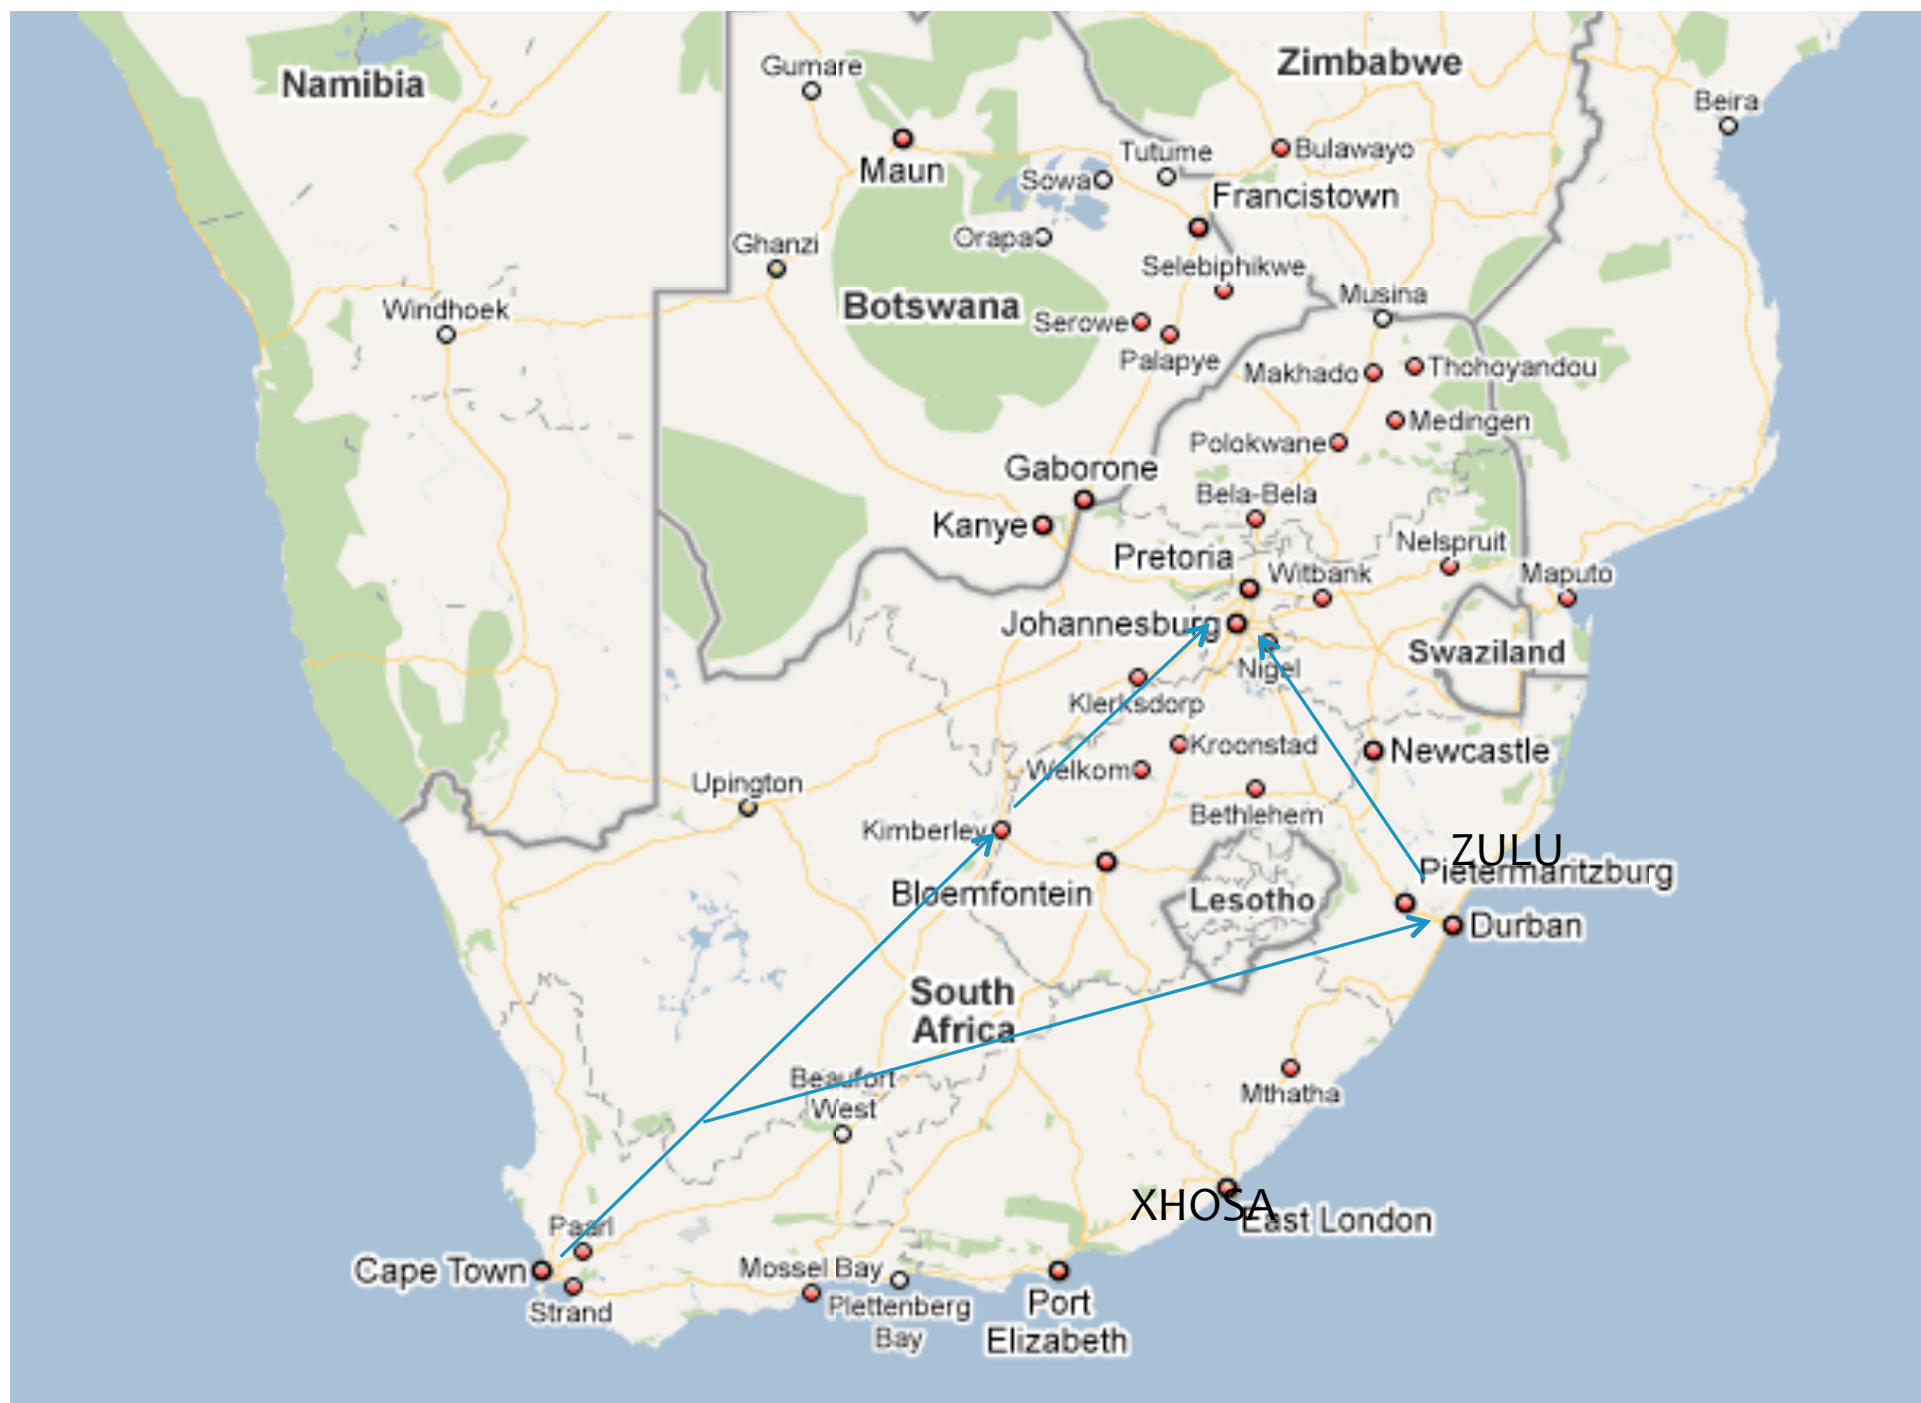 Gumare
Zimbabwe
Namibia
Beira
Maun
Tutume
Bulawayo
Sowa
Francistown
Orapa
Ghanzi
Selebiphikwe
Windhoek
Botswana
Musina
Serowe
Palapye
Makhado
Thohoyandou
Medingen
Polokwane
Gaborone
Bela-Bela
Kanye
Nelspruit
Pretoria
Witbank
Maputo
Johannesburg
Swaziland
Nigel
Klerksdorp
Kroonstad
Newcastle
Welkom
Upington
Bethlehem
Kimberley
ZULU
Pietermaritzburg
Bloemfontein
Lesotho
Durban
South
Africa
Beaufort
West
Mthatha
XHOSA
East London
Paarl
Cape Town
Mossel Bay
Strand
Plettenberg
Bay
Port
Elizabeth